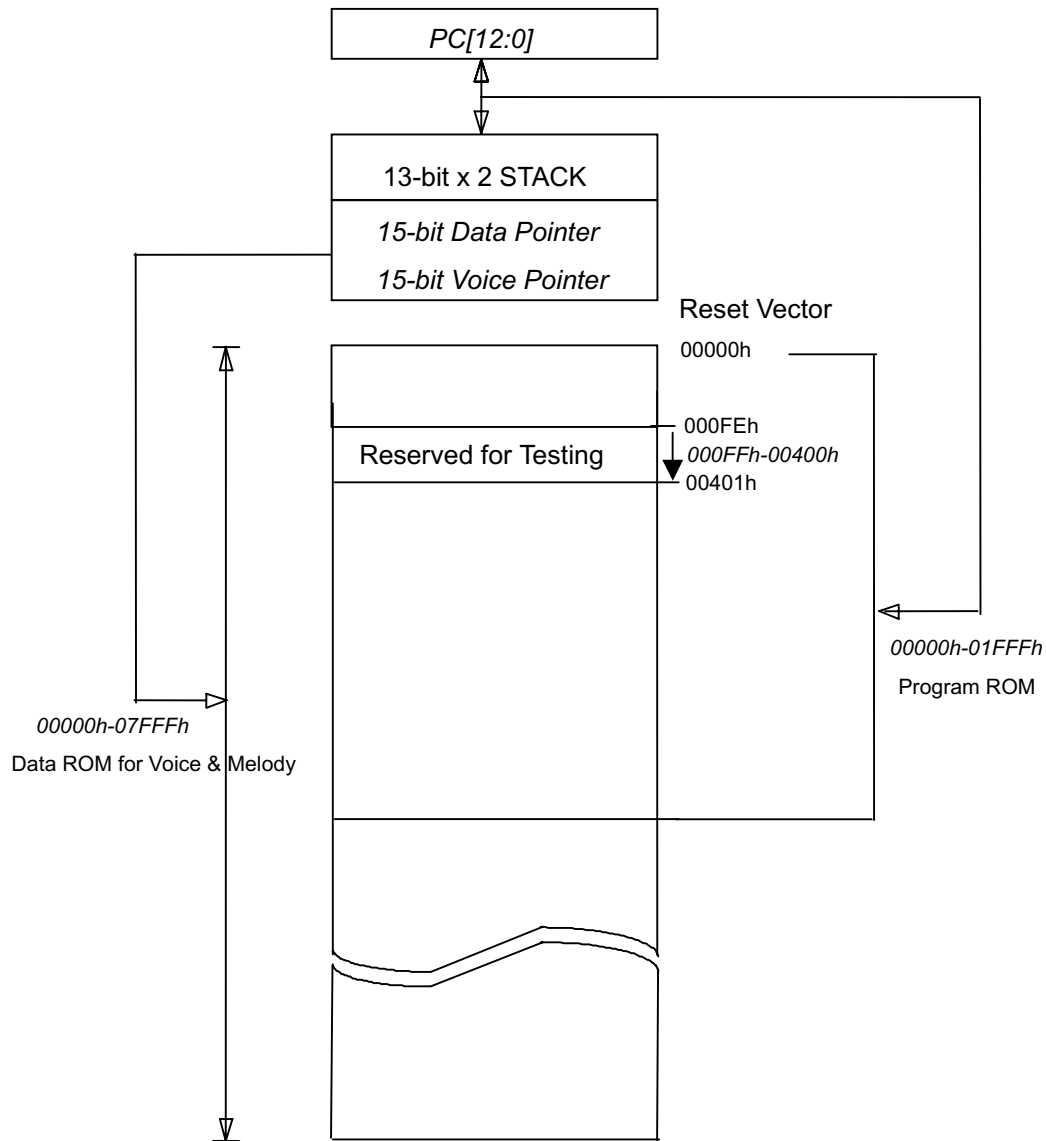 PC[12:0]
13-bit x 2 STACK
15-bit Data Pointer
15-bit Voice Pointer
Reset Vector
00000h
000FEh
Reserved for Testing
000FFh-00400h
00401h
00000h-01FFFh
Program ROM
00000h-07FFFh
Data ROM for Voice & Melody